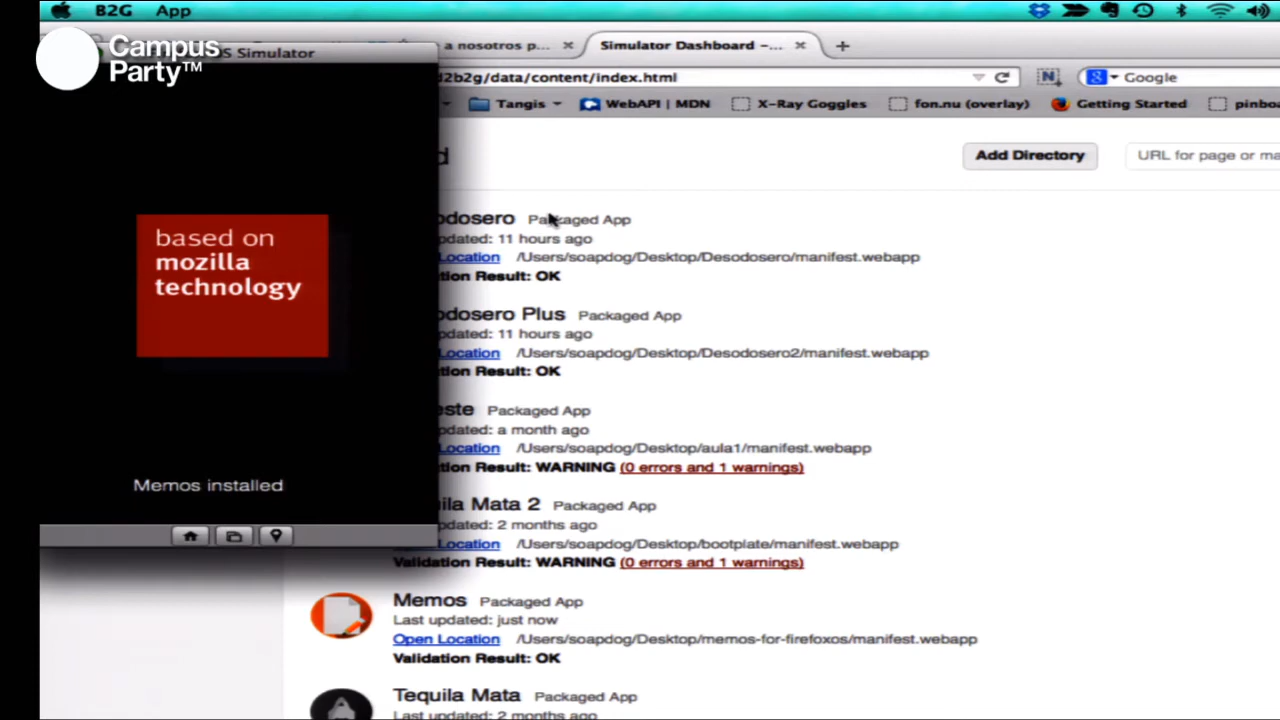 B2G App
Campus
Party™
S Simulator
a nosotros p...
Simulator Dashboard –...
d2b2g/data/content/index.html
Google
Tangis
WebAPI | MDN
X-Ray Goggles
fon.nu (overlay)
Getting Started
pinbo
d
Add Directory
URL for page or ma
odosero Packaged App
pdated: 11 hours ago
Location /Users/soapdog/Desktop/Desodosero/manifest.webapp
tion Result: OK
odosero Plus Packaged App
pdated: 11 hours ago
Location /Users/soapdog/Desktop/Desodosero2/manifest.webapp
tion Result: OK
este Packaged App
pdated: a month ago
Location /Users/soapdog/Desktop/aula1/manifest.webapp
tion Result: WARNING (0 errors and 1 warnings)
ila Mata 2 Packaged App
pdated: 2 months ago
Location /Users/soapdog/Desktop/bootplate/manifest.webapp
Validation Result: WARNING (0 errors and 1 warnings)
Memos Packaged App
Last updated: just now
Open Location /Users/soapdog/Desktop/memos-for-firefoxos/manifest.webapp
Validation Result: OK
Tequila Mata Packaged App
Last updated: 2 months ago
based on
mozilla
technology
Memos installed